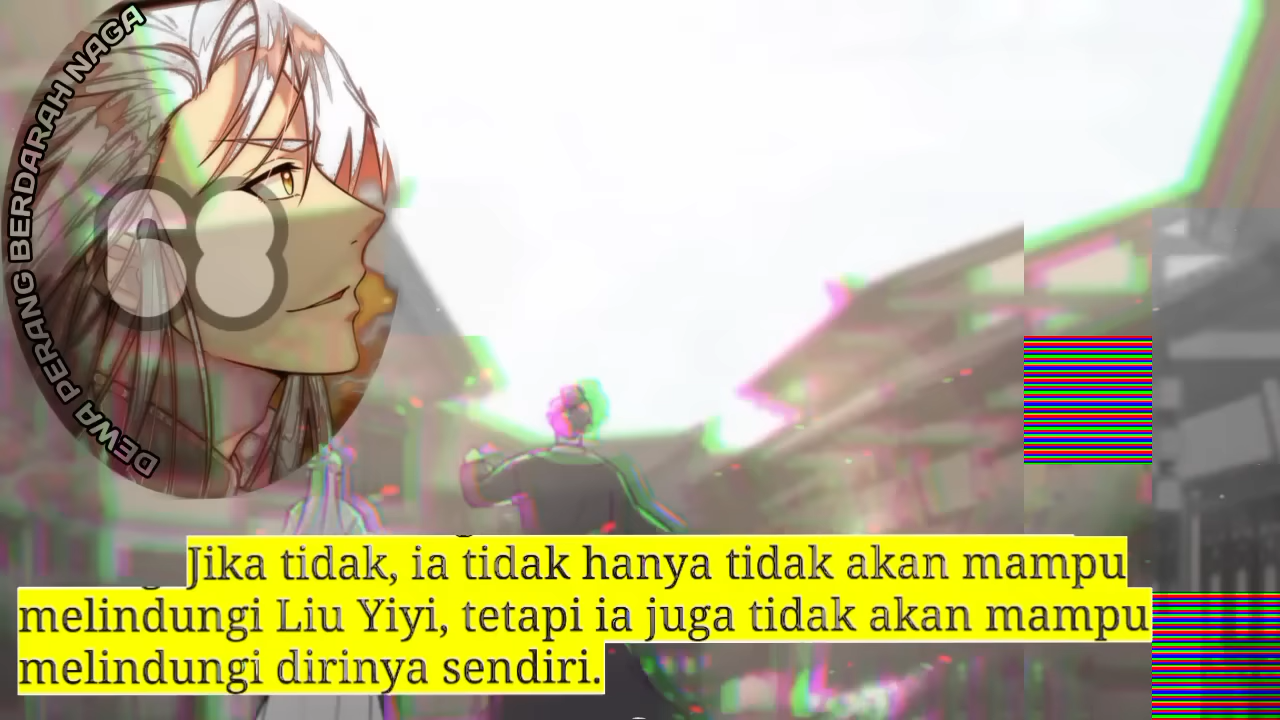 DEWA PERANG BERDARAH NAGA
68
Jika tidak, ia tidak hanya tidak akan mampu
melindungi Liu Yiyi, tetapi ia juga tidak akan mampu
melindungi dirinya sendiri.